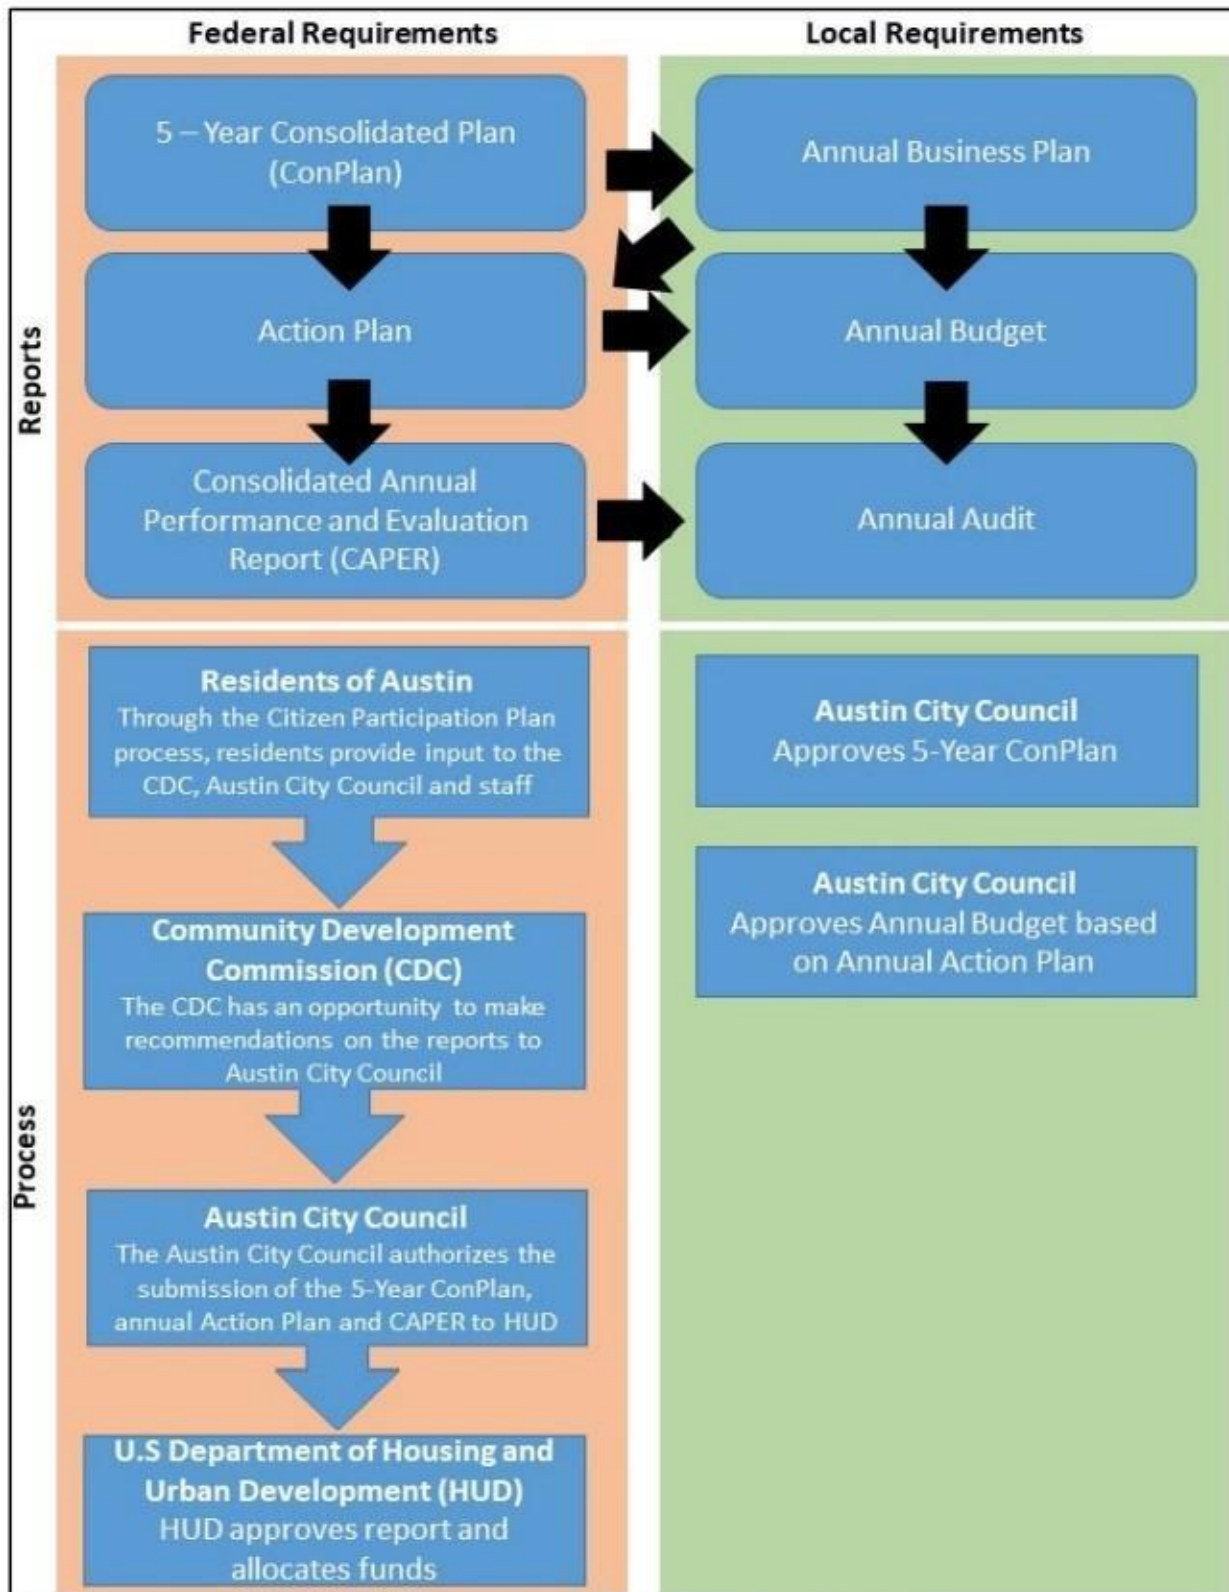 Federal Requirements
Local Requirements
Reports
5 – Year Consolidated Plan
(ConPlan)
Annual Business Plan
Action Plan
Annual Budget
Consolidated Annual
Performance and Evaluation
Report (CAPER)
Annual Audit
Process
Residents of Austin
Through the Citizen Participation Plan
process, residents provide input to the
CDC, Austin City Council and staff
Community Development
Commission (CDC)
The CDC has an opportunity to make
recommendations on the reports to
Austin City Council
Austin City Council
The Austin City Council authorizes the
submission of the 5-Year ConPlan,
annual Action Plan and CAPER to HUD
U.S Department of Housing and
Urban Development (HUD)
HUD approves report and
allocates funds
Austin City Council
Approves 5-Year ConPlan
Austin City Council
Approves Annual Budget based
on Annual Action Plan